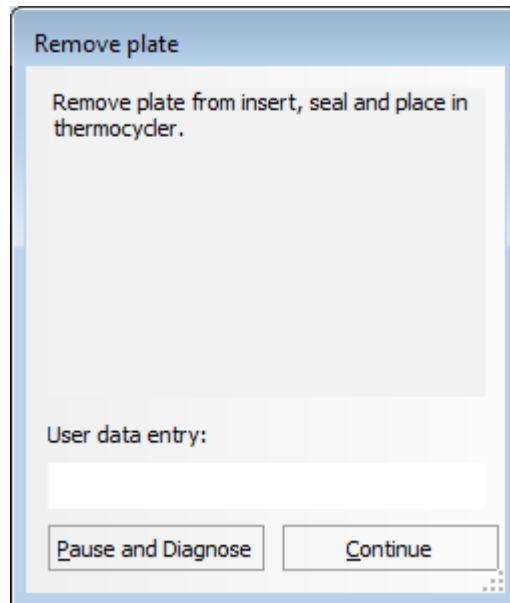 Remove plate
Remove plate from insert, seal and place in
thermocycler.
User data entry:
Pause and Diagnose
Continue